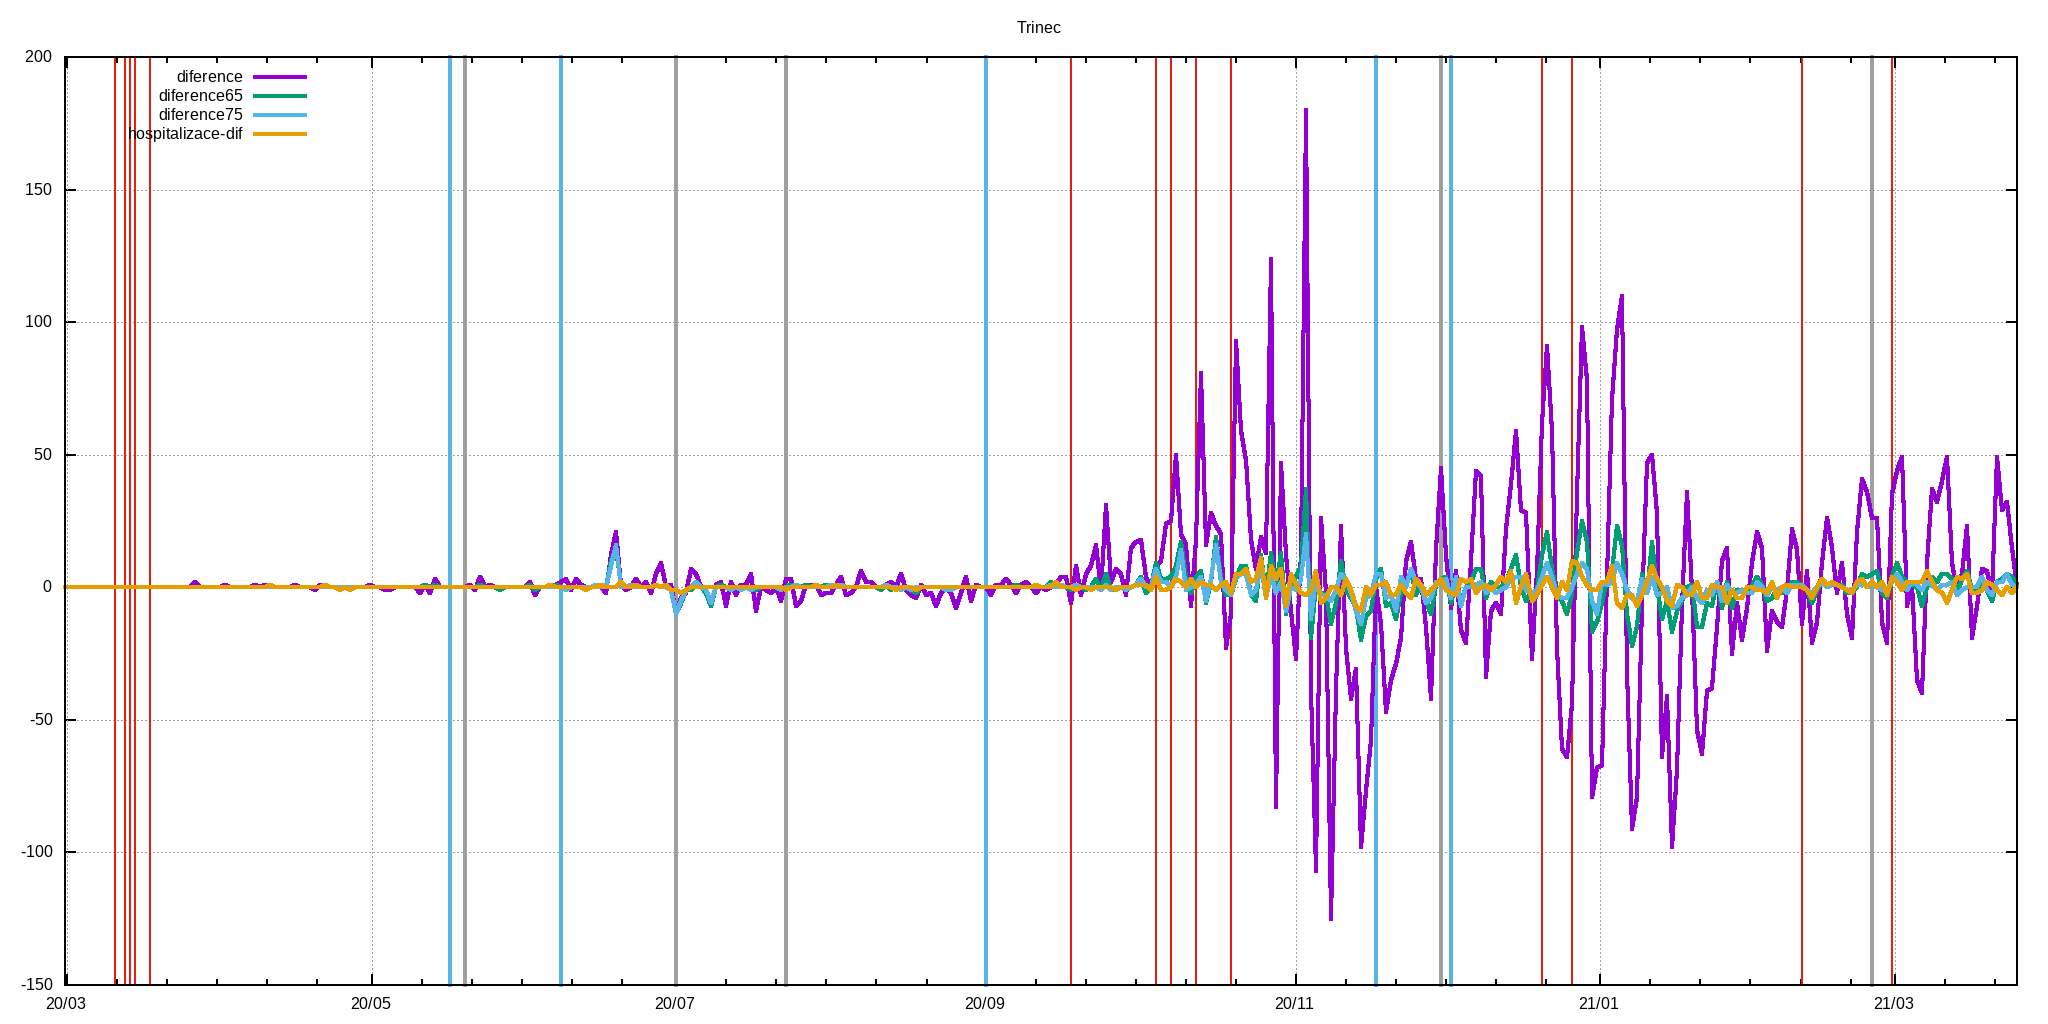 Trinec
200
150
100
50
0
-50
-100
-150
diference
diference65
diference75
hospitalizace-dif
20/03 20/05 20/07 20/09 20/11 21/01 21/03